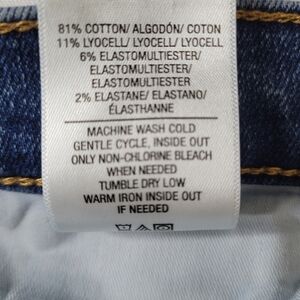 81% COTTON/ ALGODÓN/ COTON
11% LYOCELL/ LYOCELL/ LYOCELL
6% ELASTOMULTIESTER/
ELASTOMULTIESTER/
ELASTOMULTIESTER
2% ELASTANE/ ELASTANO/
ÉLASTHANNE
MACHINE WASH COLD
GENTLE CYCLE, INSIDE OUT
ONLY NON-CHLORINE BLEACH
WHEN NEEDED
TUMBLE DRY LOW
WARM IRON INSIDE OUT
IF NEEDED